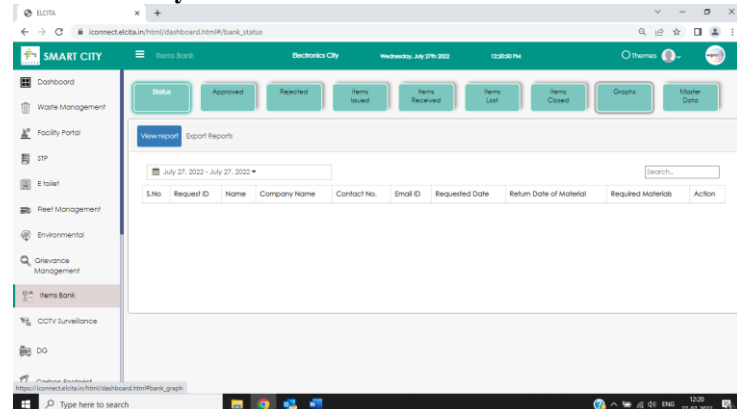 ELCITA
iconnect.elcita.in/html/dashboard.html#/bank_status
SMART CITY
Items Bank
Electronics City
Wednesday, July 27th 2022
12:20:50 PM
Themes
Dashboard
Waste Management
Facility Portal
STP
E toilet
Fleet Management
Environmental
Grievance
Management
Items Bank
CCTV Surveillance
DG
Carbon Footprint
Status
Approved
Rejected
Items
Issued
Items
Received
Items
Lost
Items
Closed
Graphs
Master
Data
View report
Export Reports
July 27, 2022 - July 27, 2022
Search..
S.No Request ID Name Company Name Contact No. Email ID Requested Date Return Date of Material Required Materials Action
https://iconnect.elcita.in/html/dashboard.html#bank_graph
Type here to search
ENG
12:20
27-07-2022